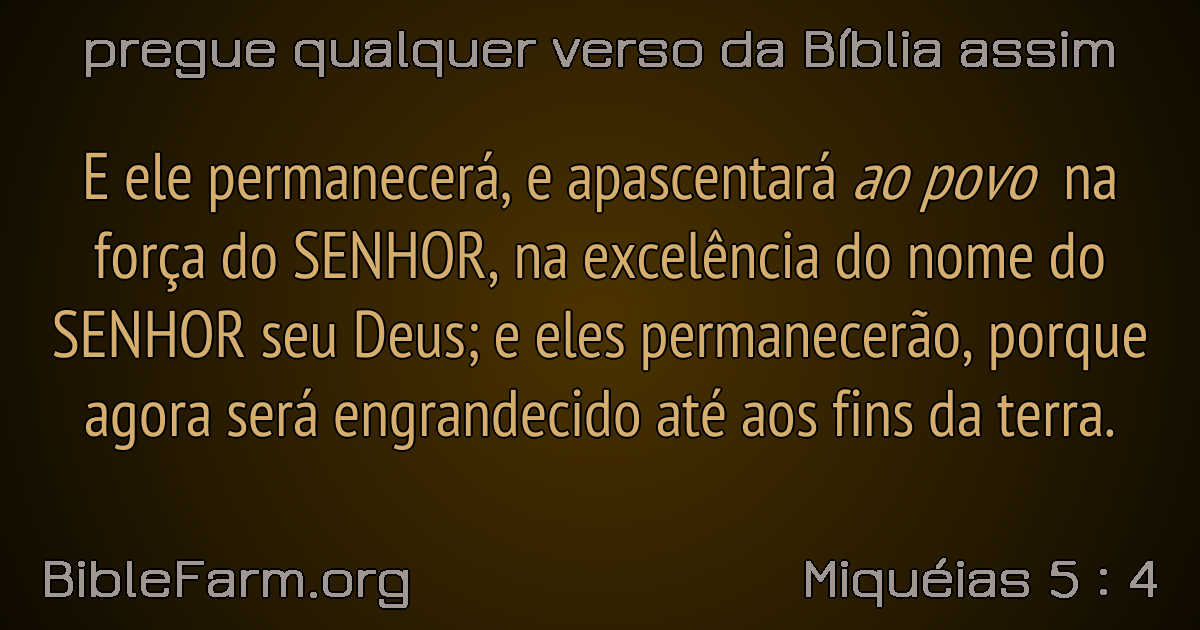 pregue qualquer verso da Bíblia assim
E ele permanecerá, e apascentará ao povo na
força do SENHOR, na excelência do nome do
SENHOR seu Deus; e eles permanecerão, porque
agora será engrandecido até aos fins da terra.
BibleFarm.org
Miquéias 5 : 4